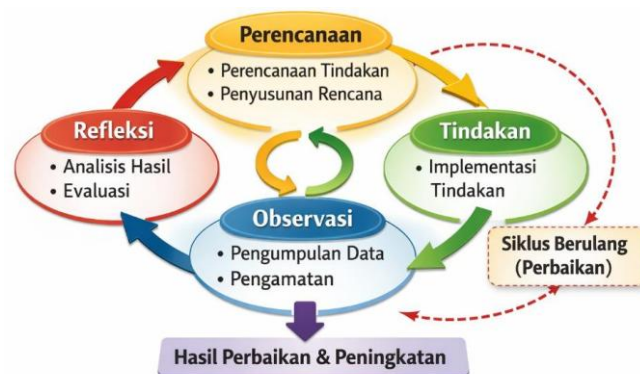 Perencanaan
• Perencanaan Tindakan
• Penyusunan Rencana
Refleksi
• Analisis Hasil
• Evaluasi
Tindakan
• Implementasi
Tindakan
Observasi
• Pengumpulan Data
• Pengamatan
Siklus Berulang
(Perbaikan)
Hasil Perbaikan & Peningkatan